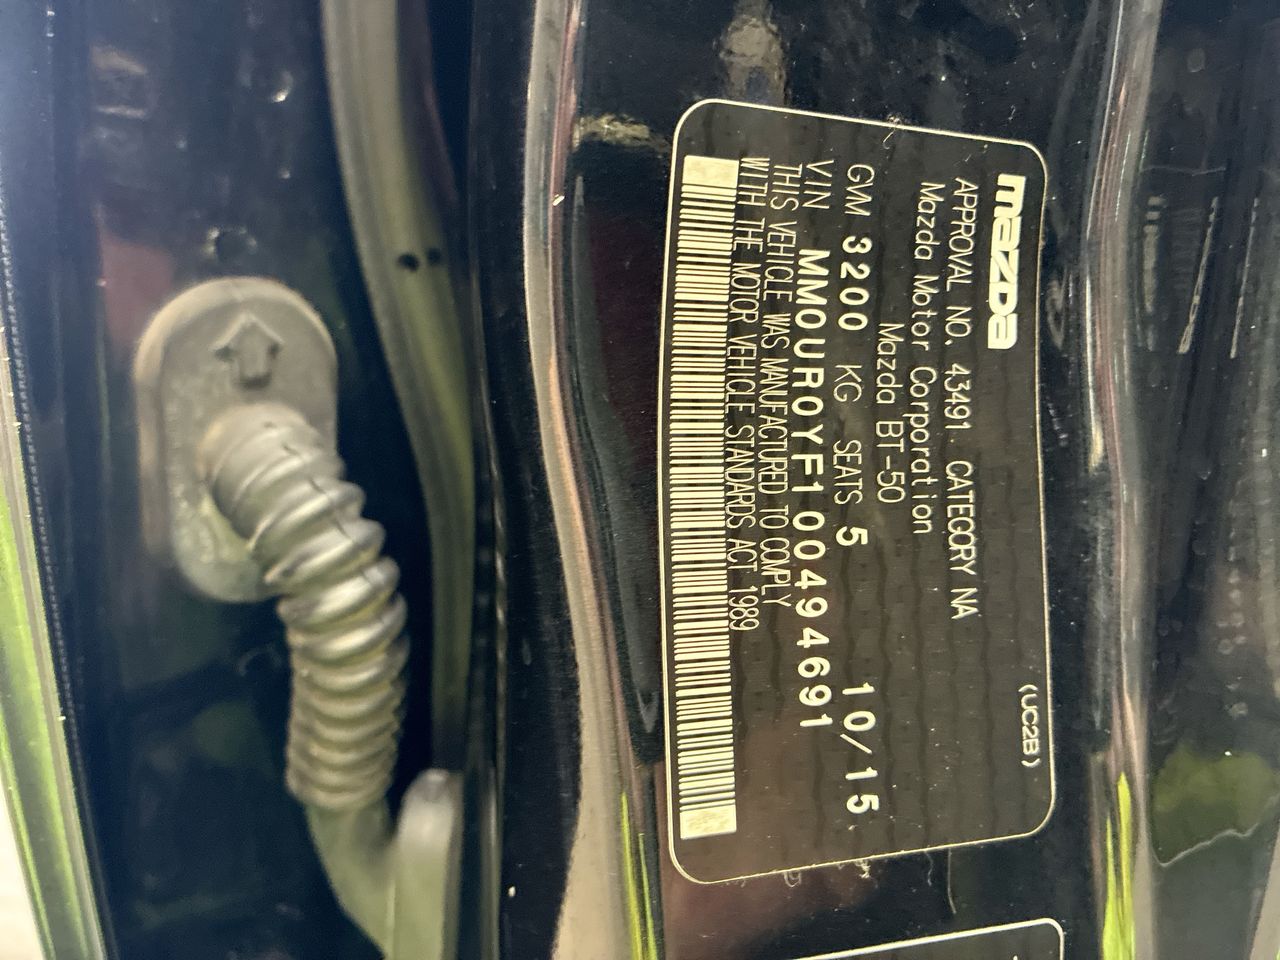 mazda
(UC2B)
APPROVAL NO. 43491 CATEGORY NA
Mazda Motor Corporation
Mazda BT-50
GVM 3200 KG SEATS 5 10/15
VIN MM0UR0YF100494691
THIS VEHICLE WAS MANUFACTURED TO COMPLY
WITH THE MOTOR VEHICLE STANDARDS ACT 1989